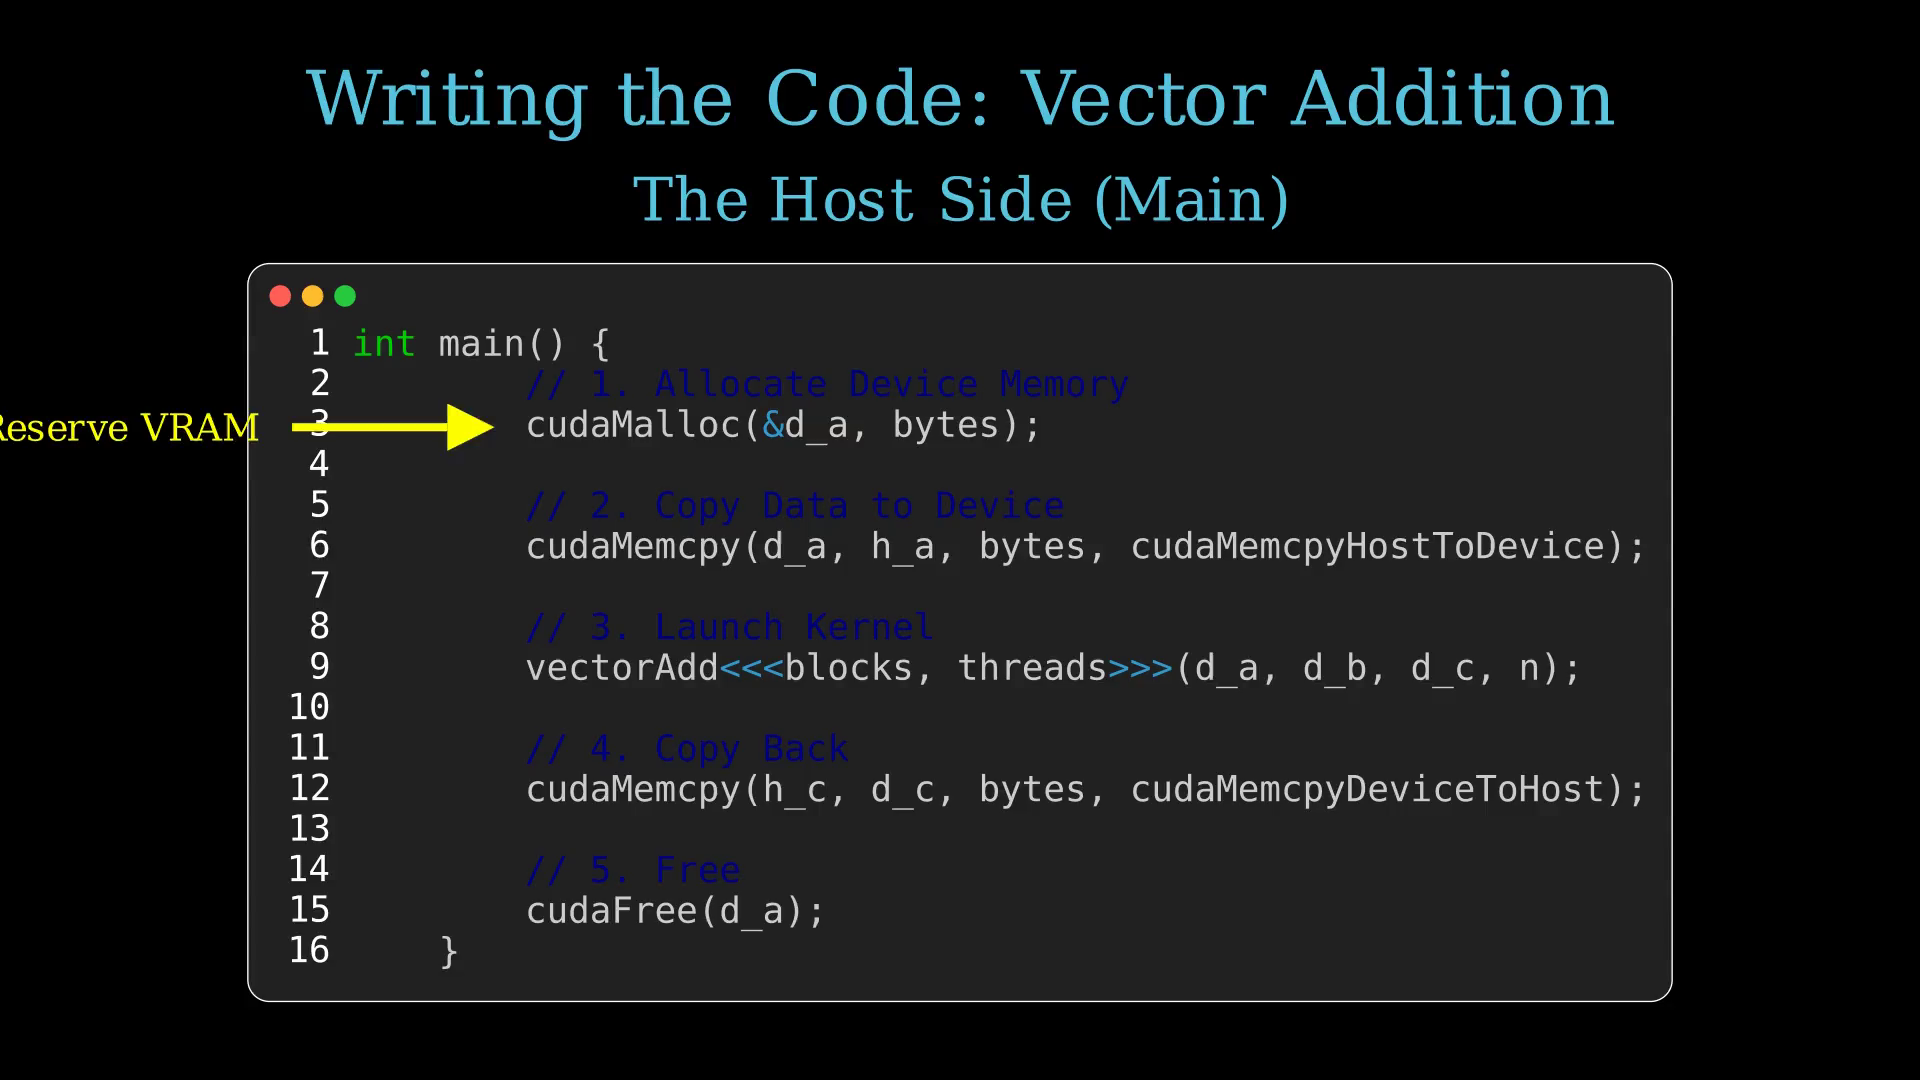 Writing the Code: Vector Addition
The Host Side (Main)
1 int main() {
2 // 1. Allocate Device Memory
Reserve VRAM
3 cudaMalloc(&d_a, bytes);
4
5 // 2. Copy Data to Device
6 cudaMemcpy(d_a, h_a, bytes, cudaMemcpyHostToDevice);
7
8 // 3. Launch Kernel
9 vectorAdd<<<blocks, threads>>>(d_a, d_b, d_c, n);
10
11 // 4. Copy Back
12 cudaMemcpy(h_c, d_c, bytes, cudaMemcpyDeviceToHost);
13
14 // 5. Free
15 cudaFree(d_a);
16 }